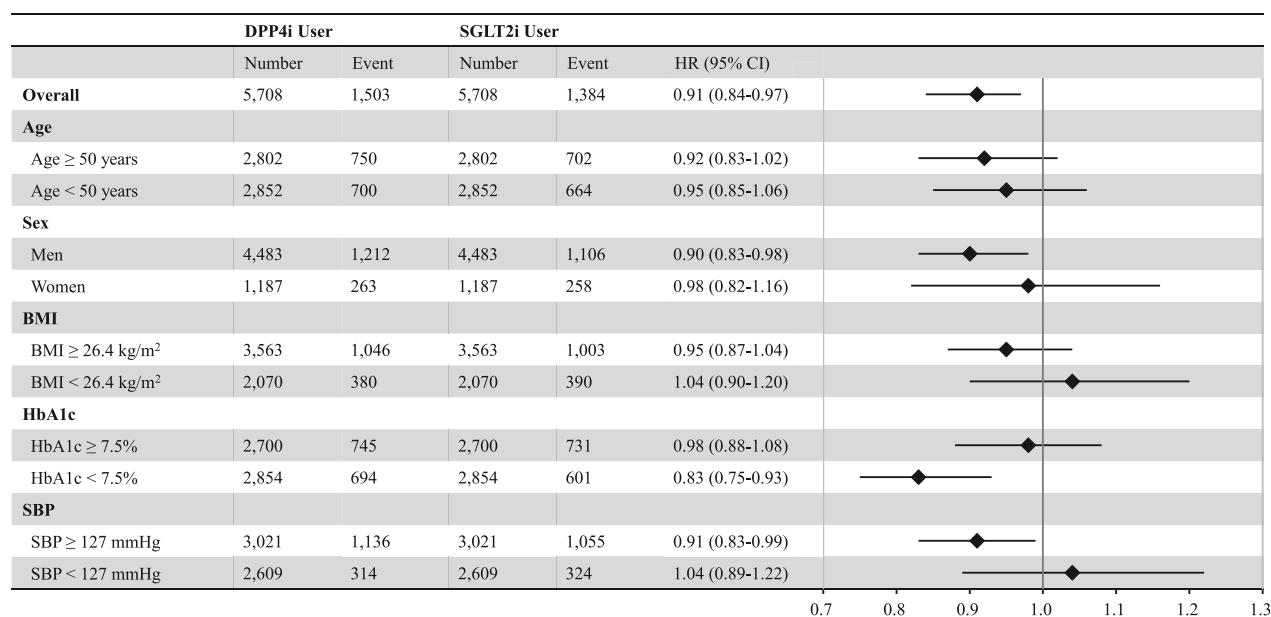 DPP4i User SGLT2i User
Number Event Number Event HR (95% CI)
Overall 5,708 1,503 5,708 1,384 0.91 (0.84-0.97)
Age
Age ≥ 50 years 2,802 750 2,802 702 0.92 (0.83-1.02)
Age < 50 years 2,852 700 2,852 664 0.95 (0.85-1.06)
Sex
Men 4,483 1,212 4,483 1,106 0.90 (0.83-0.98)
Women 1,187 263 1,187 258 0.98 (0.82-1.16)
BMI
BMI ≥ 26.4 kg/m² 3,563 1,046 3,563 1,003 0.95 (0.87-1.04)
BMI < 26.4 kg/m² 2,070 380 2,070 390 1.04 (0.90-1.20)
HbA1c
HbA1c ≥ 7.5% 2,700 745 2,700 731 0.98 (0.88-1.08)
HbA1c < 7.5% 2,854 694 2,854 601 0.83 (0.75-0.93)
SBP
SBP ≥ 127 mmHg 3,021 1,136 3,021 1,055 0.91 (0.83-0.99)
SBP < 127 mmHg 2,609 314 2,609 324 1.04 (0.89-1.22)
0.7 0.8 0.9 1.0 1.1 1.2 1.3